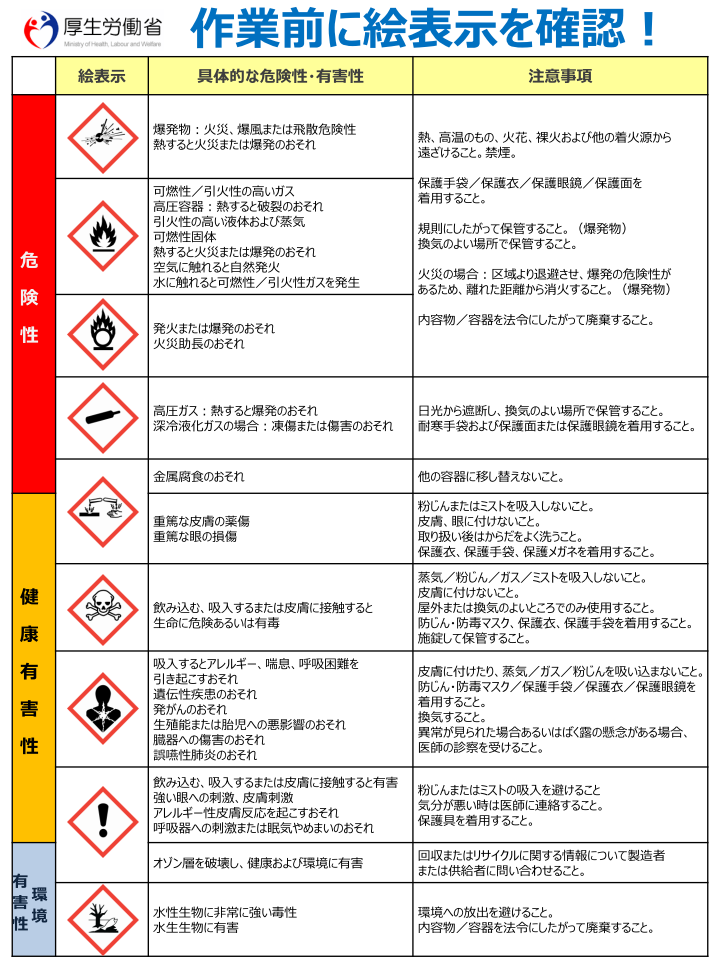 厚生労働省
Ministry of Health, Labour and Welfare
作業前に絵表示を確認！
絵表示
具体的な危険性・有害性
注意事項
危険性
爆発物：火災、爆風または飛散危険性
熱すると火災または爆発のおそれ
熱、高温のもの、火花、裸火および他の着火源から
遠ざけること。禁煙。
保護手袋／保護衣／保護眼鏡／保護面を
着用すること。
規則にしたがって保管すること。（爆発物）
換気のよい場所で保管すること。
火災の場合：区域より退避させ、爆発の危険性が
あるため、離れた距離から消火すること。（爆発物）
内容物／容器を法令にしたがって廃棄すること。
可燃性／引火性の高いガス
高圧容器：熱すると破裂のおそれ
引火性の高い液体および蒸気
可燃性固体
熱すると火災または爆発のおそれ
空気に触れると自然発火
水に触れると可燃性／引火性ガスを発生
発火または爆発のおそれ
火災助長のおそれ
高圧ガス：熱すると爆発のおそれ
深冷液化ガスの場合：凍傷または傷害のおそれ
日光から遮断し、換気のよい場所で保管すること。
耐寒手袋および保護面または保護眼鏡を着用すること。
金属腐食のおそれ
他の容器に移し替えないこと。
健康有害性
重篤な皮膚の薬傷
重篤な眼の損傷
粉じんまたはミストを吸入しないこと。
皮膚、眼に付けないこと。
取り扱い後はからだをよく洗うこと。
保護衣、保護手袋、保護メガネを着用すること。
飲み込む、吸入するまたは皮膚に接触すると
生命に危険あるいは有毒
蒸気／粉じん／ガス／ミストを吸入しないこと。
皮膚に付けないこと。
屋外または換気のよいところでのみ使用すること。
防じん・防毒マスク、保護衣、保護手袋を着用すること。
施錠して保管すること。
吸入するとアレルギー、喘息、呼吸困難を
引き起こすおそれ
遺伝性疾患のおそれ
発がんのおそれ
生殖能または胎児への悪影響のおそれ
臓器への傷害のおそれ
誤嚥性肺炎のおそれ
皮膚に付けたり、蒸気／ガス／粉じんを吸い込まないこと。
防じん・防毒マスク／保護手袋／保護衣／保護眼鏡を
着用すること。
換気すること。
異常が見られた場合あるいはばく露の懸念がある場合、
医師の診察を受けること。
飲み込む、吸入するまたは皮膚に接触すると有害
強い眼への刺激、皮膚刺激
アレルギー性皮膚反応を起こすおそれ
呼吸器への刺激または眠気やめまいのおそれ
粉じんまたはミストの吸入を避けること
気分が悪い時は医師に連絡すること。
保護具を着用すること。
環境有害性
オゾン層を破壊し、健康および環境に有害
回収またはリサイクルに関する情報について製造者
または供給者に問い合わせること。
水性生物に非常に強い毒性
水生生物に有害
環境への放出を避けること。
内容物／容器を法令にしたがって廃棄すること。